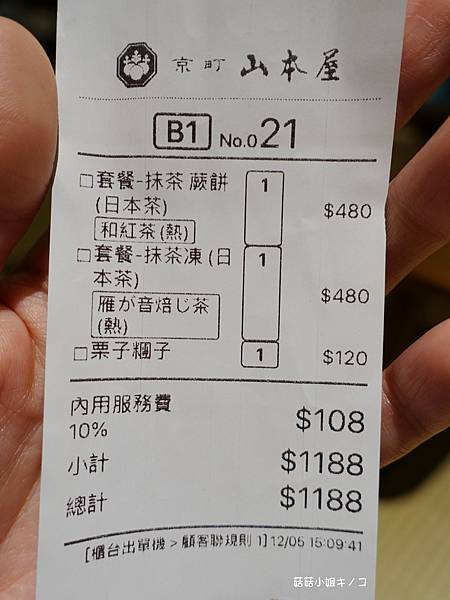 京町 山本屋
B1 No.021
□套餐-抹茶 蕨餅 1 $480
(日本茶)
和紅茶(熱)
□套餐-抹茶凍(日 1 $480
本茶)
雁が音焙じ茶
(熱)
□栗子糰子 1 $120
內用服務費 $108
10%
小計 $1188
總計 $1188
[櫃台出單機 > 顧客聯規則 1] 12/05 15:09:41
菇菇小姐キノコ